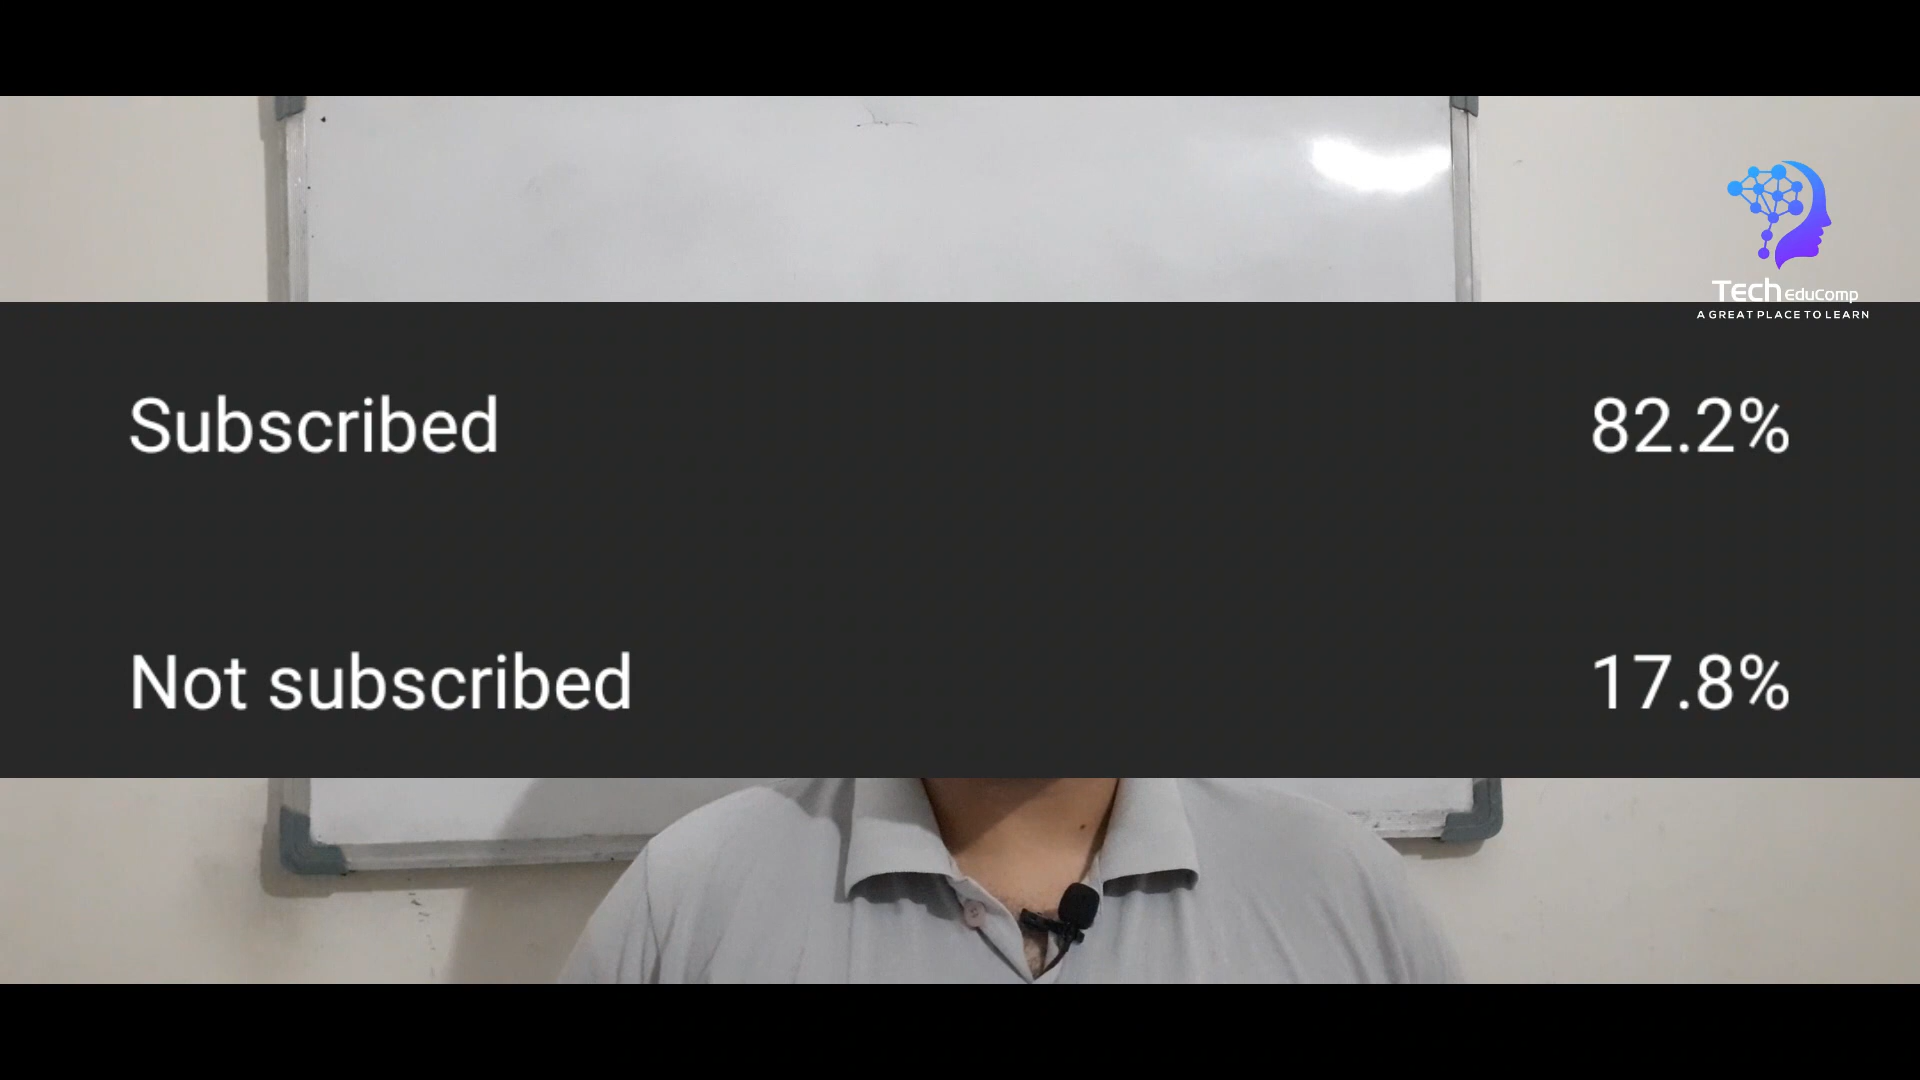 Tech EduComp
A GREAT PLACE TO LEARN
Subscribed 82.2%
Not subscribed 17.8%